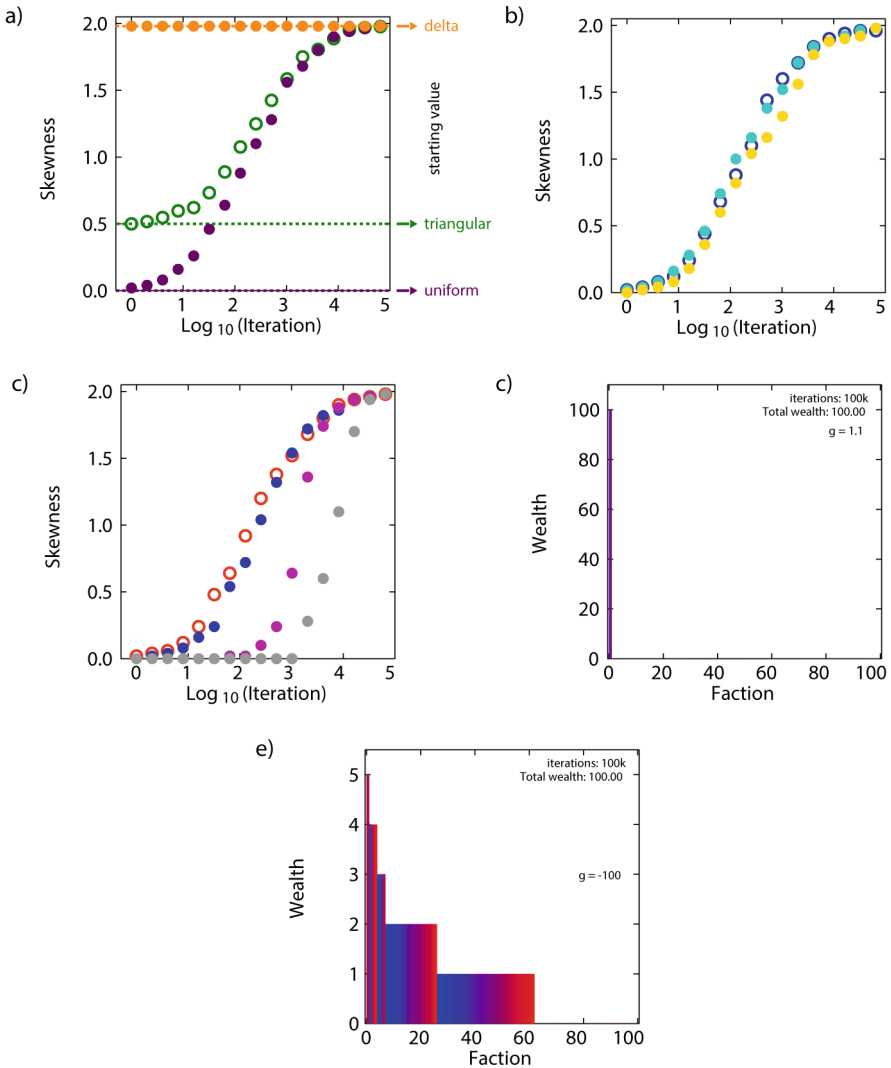 a)
2.0
1.5
1.0
0.5
0.0
Skewness
0 1 2 3 4 5
Log 10 (Iteration)
delta
starting value
triangular
uniform
b)
2.0
1.5
1.0
0.5
0.0
Skewness
0 1 2 3 4 5
Log 10 (Iteration)
c)
2.0
1.5
1.0
0.5
0.0
Skewness
0 1 2 3 4 5
Log 10 (Iteration)
c)
iterations: 100k
Total wealth: 100.00
g = 1.1
100
80
60
40
20
0
Wealth
0 20 40 60 80 100
Faction
e)
iterations: 100k
Total wealth: 100.00
g = -100
5
4
3
2
1
0
Wealth
0 20 40 60 80 100
Faction